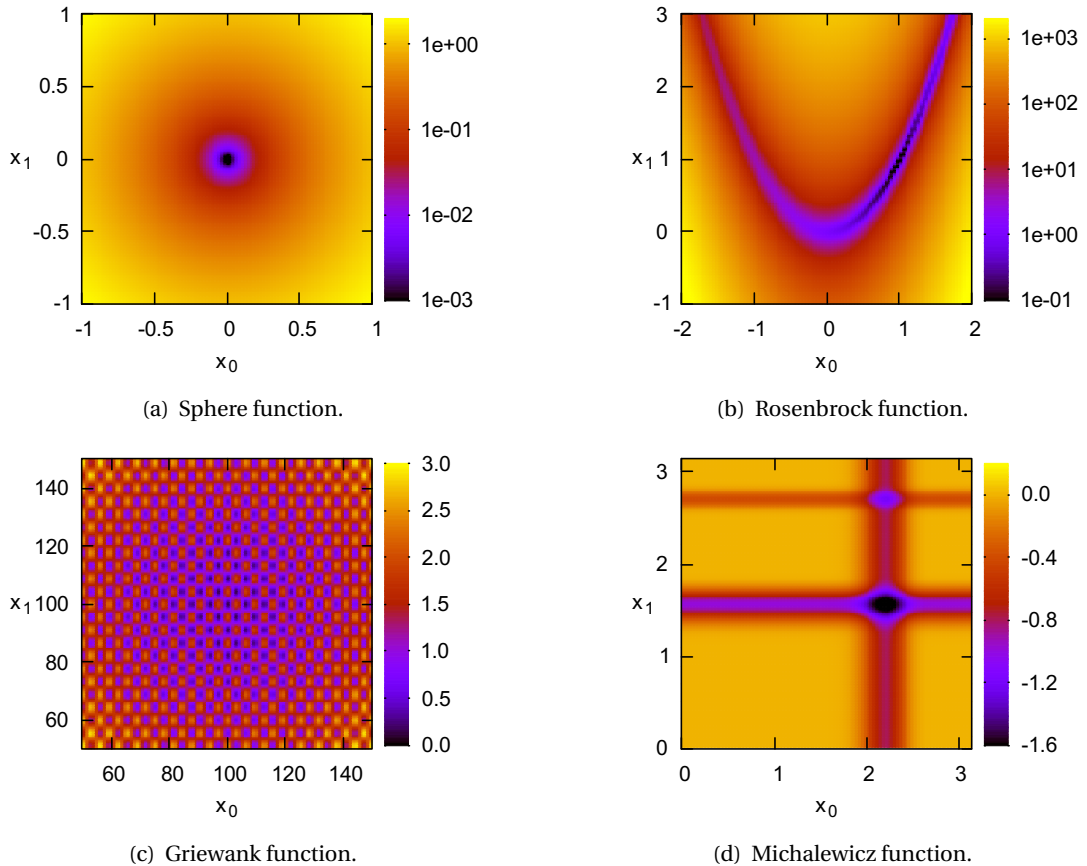 1
0.5
x1 0
-0.5
-1
-1 -0.5 0 0.5 1
x0
1e+00
1e-01
1e-02
1e-03
(a) Sphere function.
3
2
x1 1
0
-1
-2 -1 0 1 2
x0
1e+03
1e+02
1e+01
1e+00
1e-01
(b) Rosenbrock function.
140
120
x1 100
80
60
60 80 100 120 140
x0
3.0
2.5
2.0
1.5
1.0
0.5
0.0
(c) Griewank function.
3
2
x1
1
0
0 1 2 3
x0
0.0
-0.4
-0.8
-1.2
-1.6
(d) Michalewicz function.